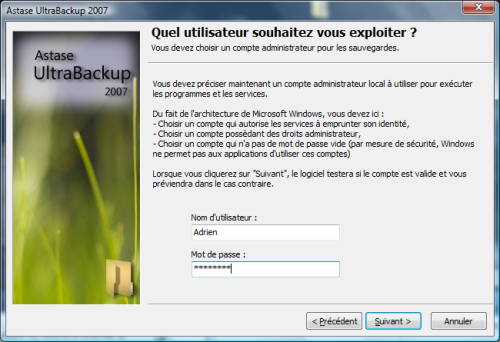 Astase UltraBackup 2007
Astase
UltraBackup
2007
Quel utilisateur souhaitez vous exploiter ?
Vous devez choisir un compte administrateur pour les sauvegardes.
Vous devez préciser maintenant un compte administrateur local à utiliser pour exécuter
les programmes et les services.
Du fait de l'architecture de Microsoft Windows, vous devez ici :
- Choisir un compte qui autorise les services à emprunter son identité,
- Choisir un compte possèdant des droits administrateur,
- Choisir un compte qui n'a pas de mot de passe vide (par mesure de sécurité, Windows
ne permet pas aux applications d'utiliser ces comptes)
Lorsque vous cliquerez sur "Suivant", le logiciel testera si le compte est valide et vous
préviendra dans le cas contraire.
Nom d'utilisateur :
Adrien
Mot de passe :
********
< Précédent
Suivant >
Annuler